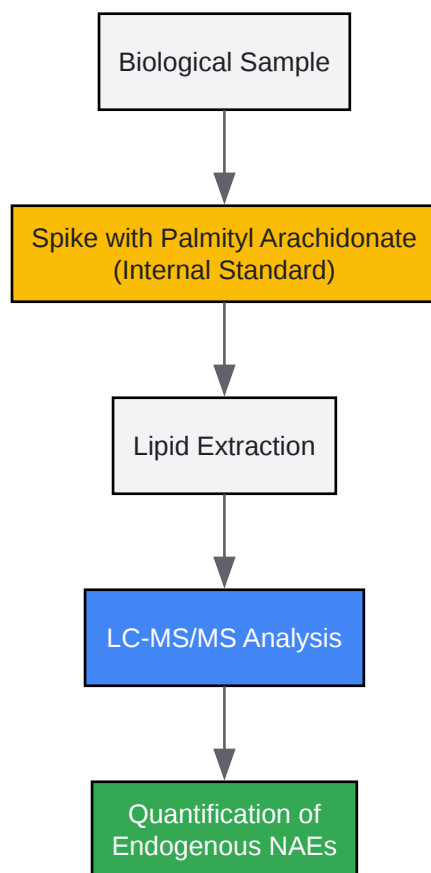 Biological Sample
Spike with Palmityl Arachidonate
(Internal Standard)
Lipid Extraction
LC-MS/MS Analysis
Quantification of
Endogenous NAEs